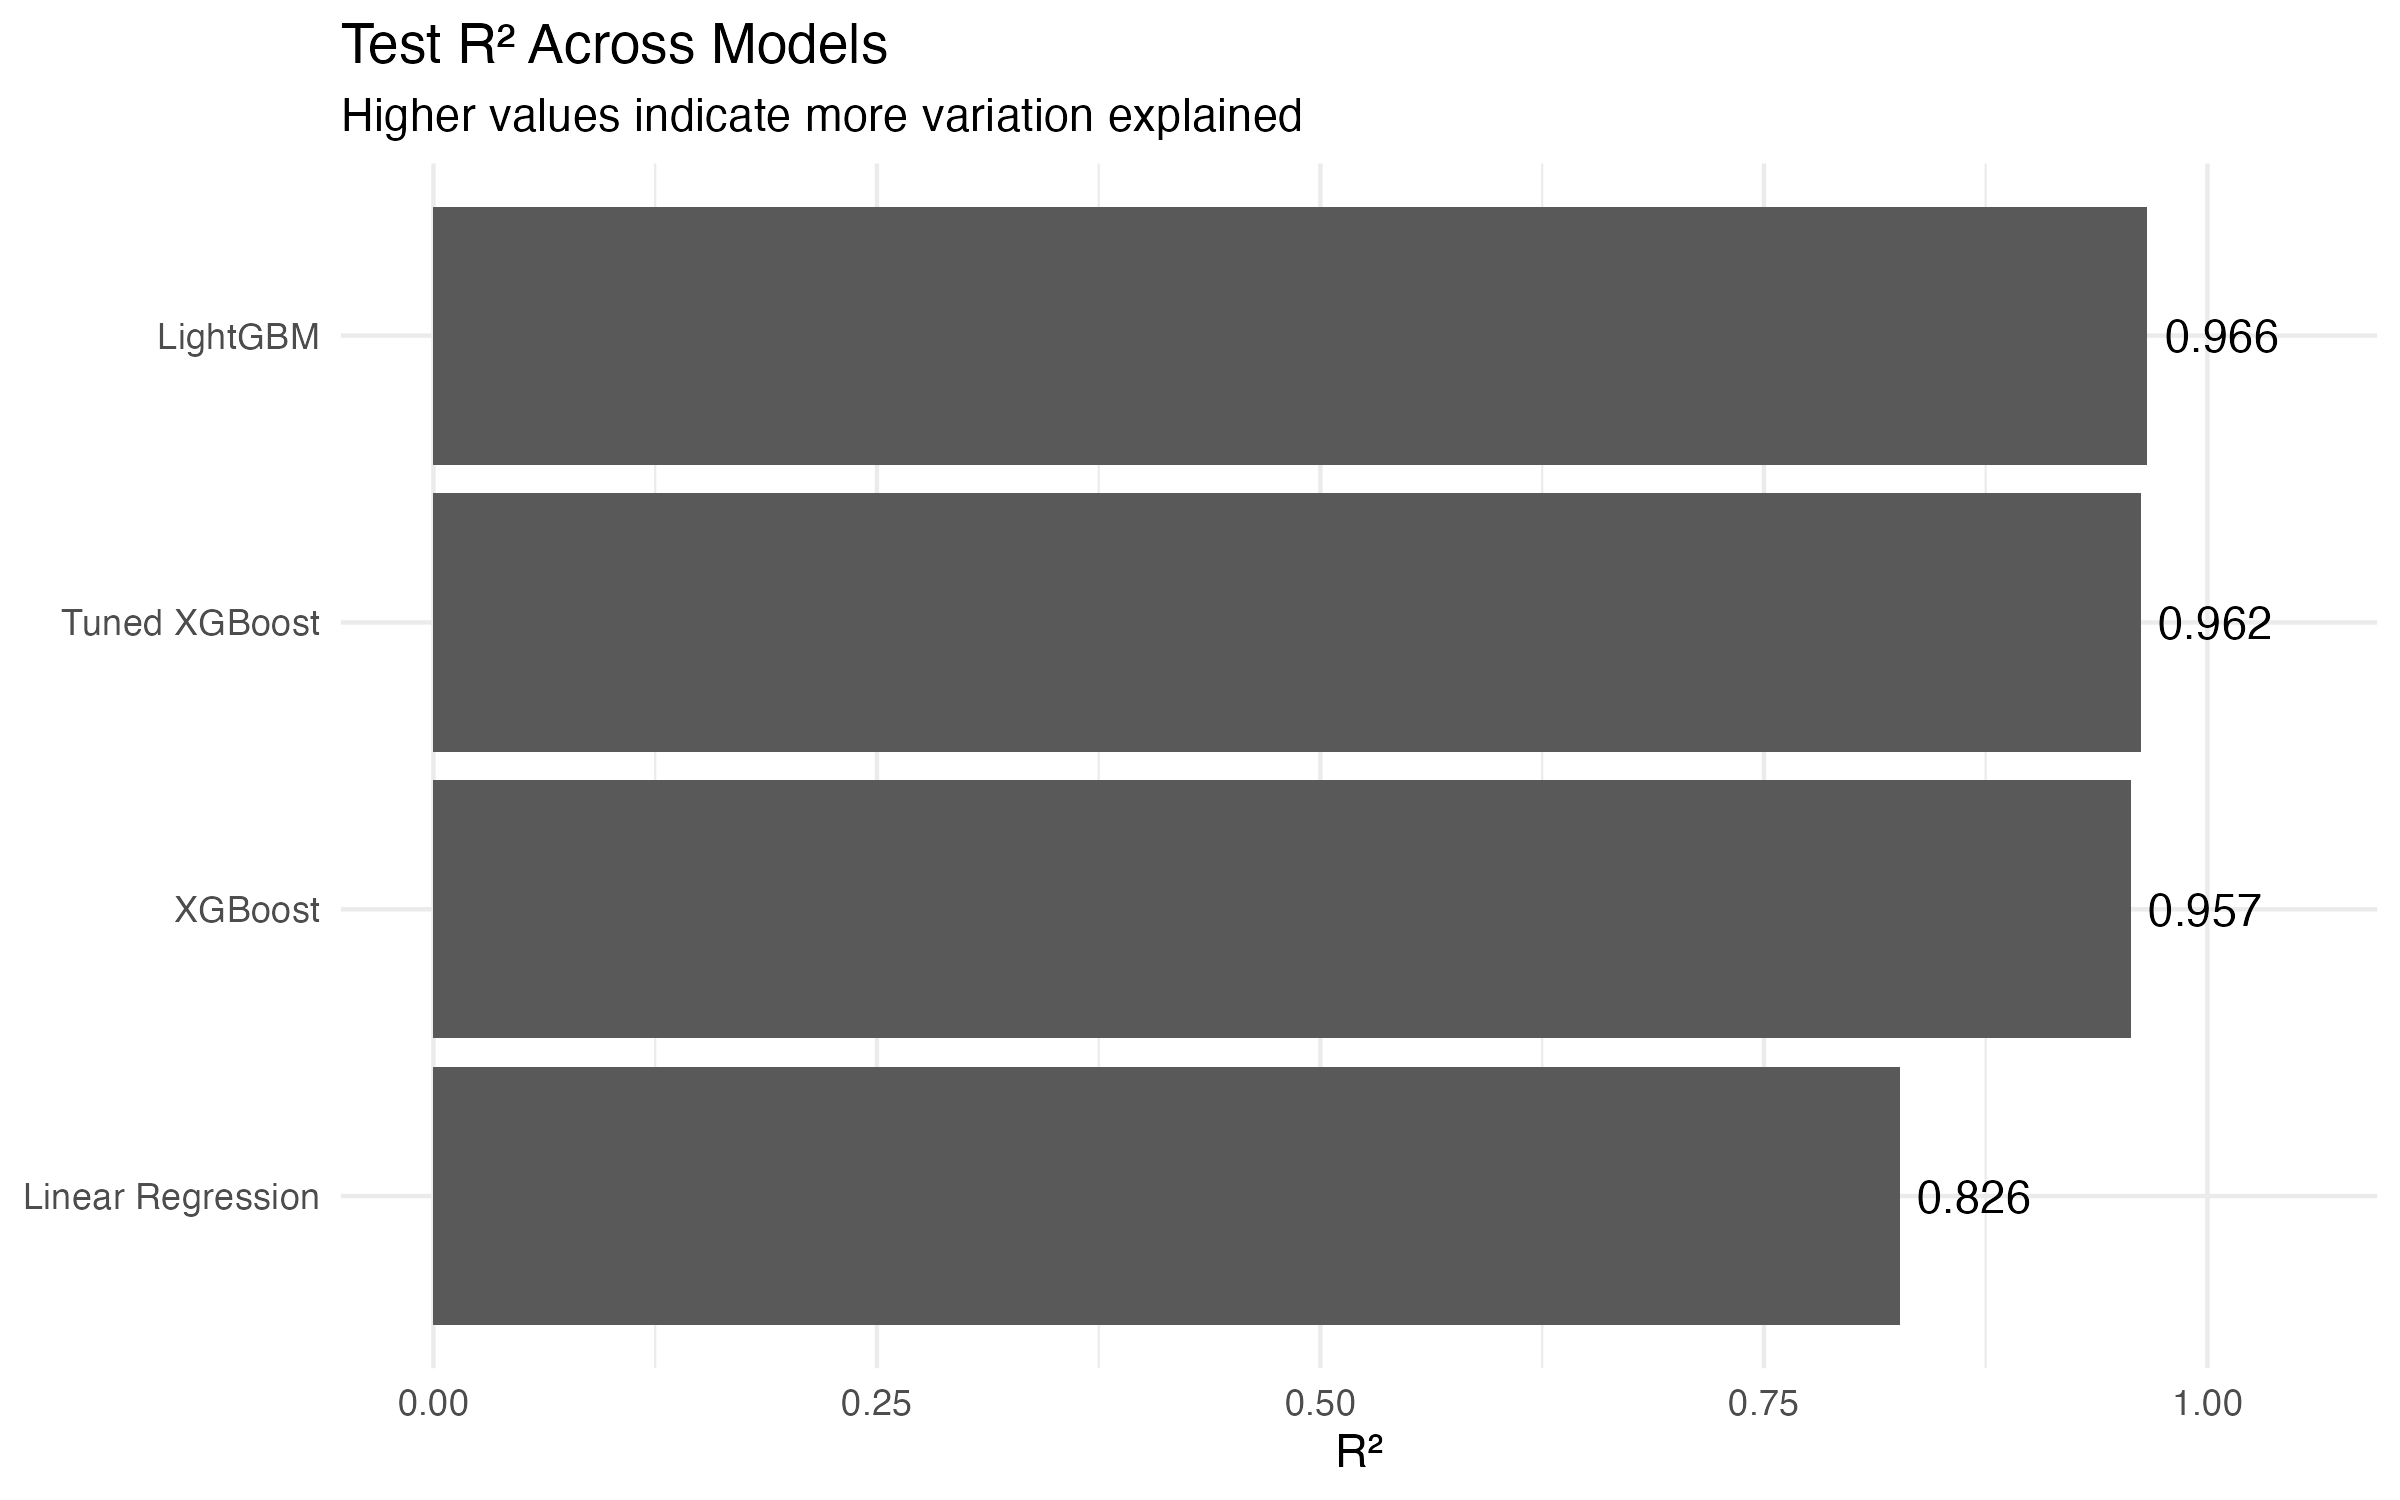 Test R² Across Models
Higher values indicate more variation explained
LightGBM
0.966
Tuned XGBoost
0.962
XGBoost
0.957
Linear Regression
0.826
0.00 0.25 0.50 0.75 1.00
R²